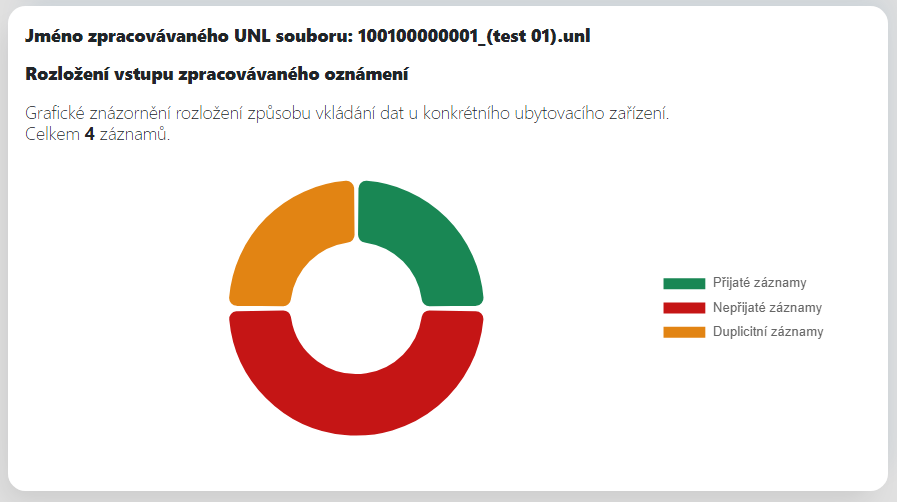 Jméno zpracovávaného UNL souboru: 100100000001_(test 01).unl
Rozložení vstupu zpracovávaného oznámení
Grafické znázornění rozložení způsobu vkládání dat u konkrétního ubytovacího zařízení.
Celkem 4 záznamů.
Přijaté záznamy
Nepřijaté záznamy
Duplicitní záznamy